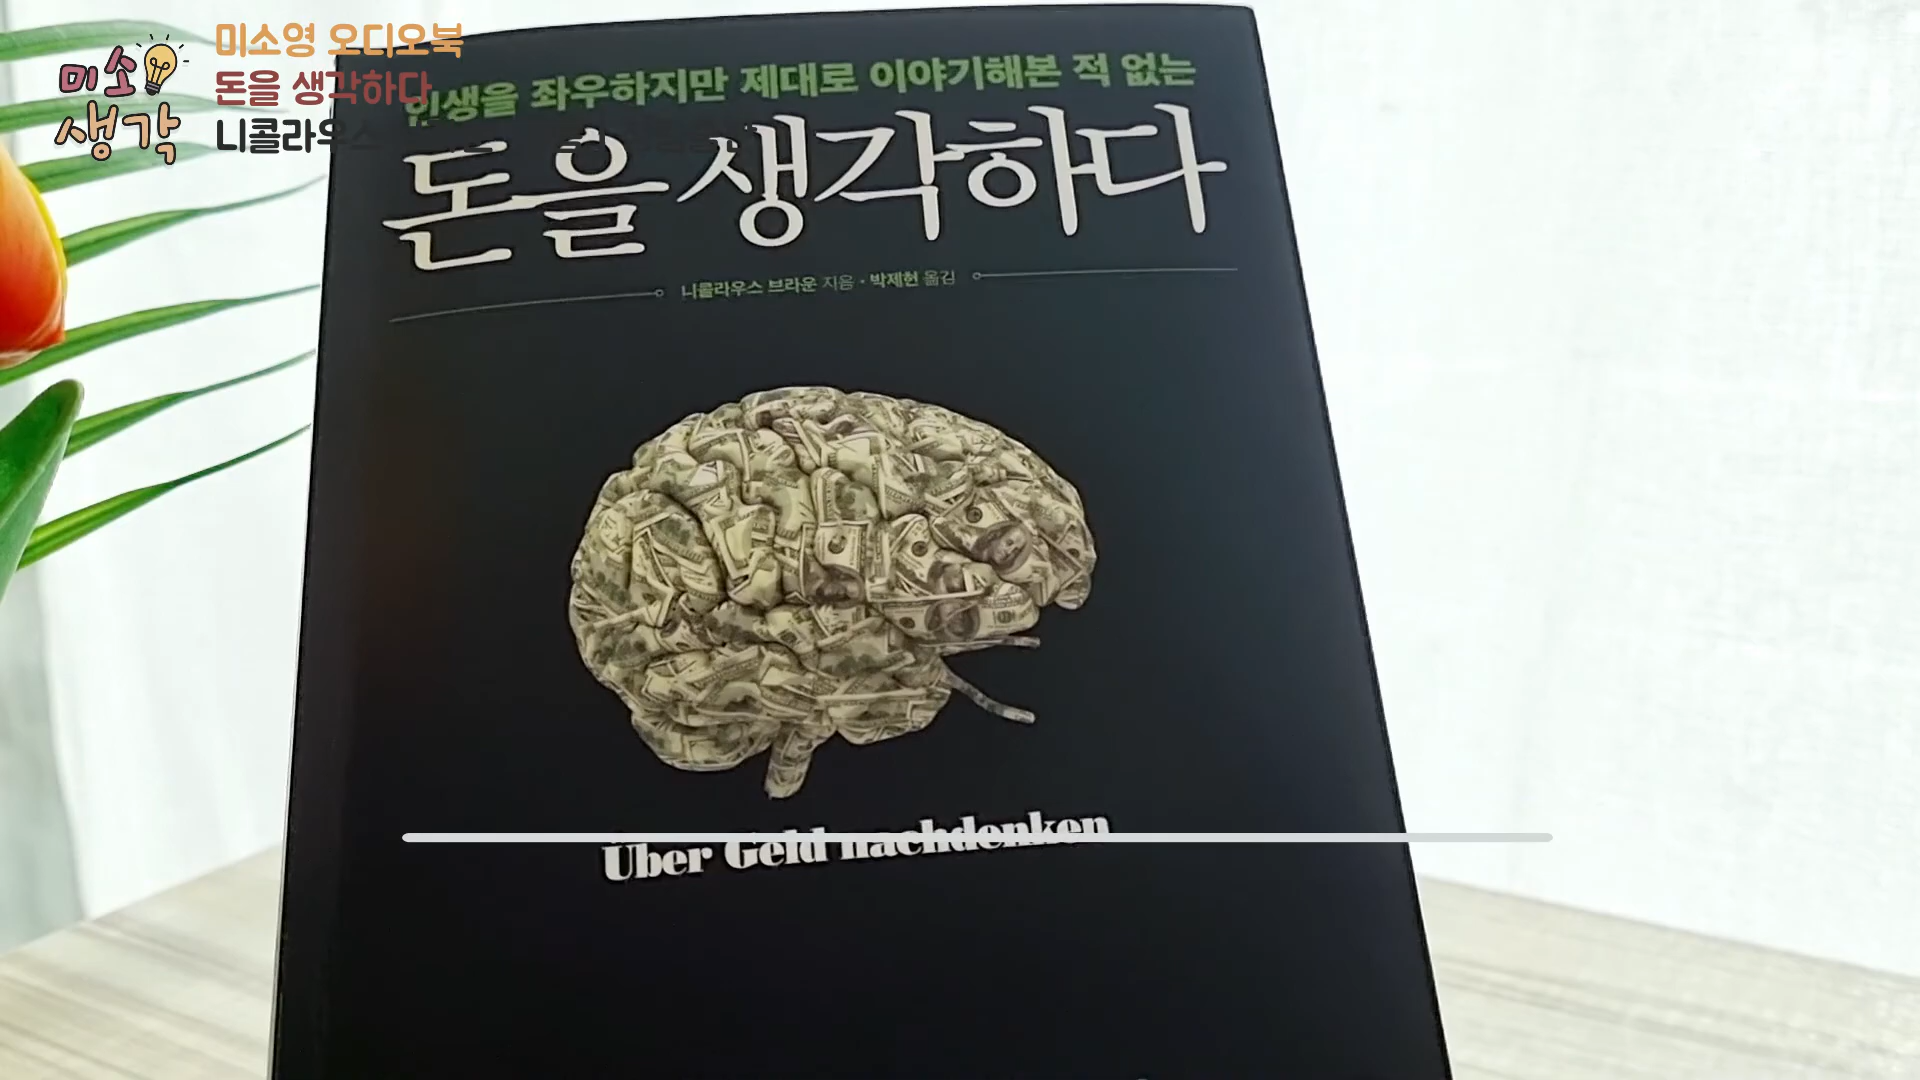 미소
생각
미소영 오디오북
돈을 생각하다
니콜라우스
인생을 좌우하지만 제대로 이야기해본 적 없는
돈을 생각하다
니콜라우스 브라운 지음 · 박제현 옮김
Über Geld nachdenken